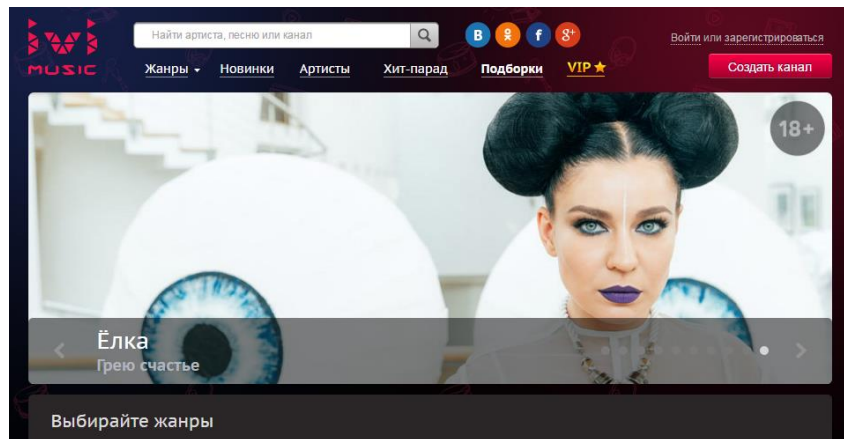 ivi
MUSIC
Найти артиста, песню или канал
В f g+
Войти или зарегистрироваться
Жанры Новинки Артисты Хит-парад Подборки VIP
Создать канал
18+
Ёлка
Грею счастье
Выбирайте жанры